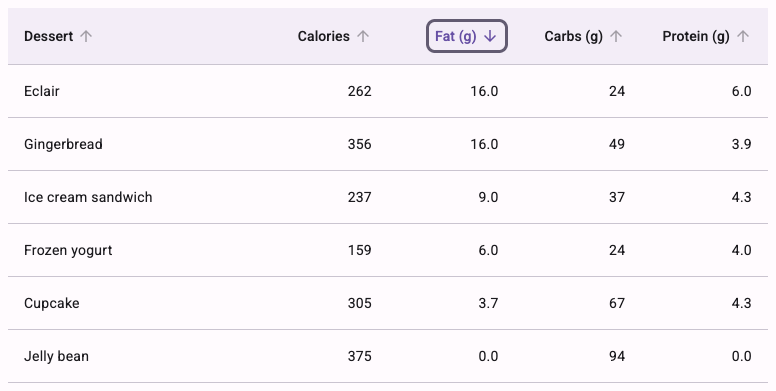 Dessert ↑ Calories ↑ Fat (g) ↓ Carbs (g) ↑ Protein (g) ↑
Eclair 262 16.0 24 6.0
Gingerbread 356 16.0 49 3.9
Ice cream sandwich 237 9.0 37 4.3
Frozen yogurt 159 6.0 24 4.0
Cupcake 305 3.7 67 4.3
Jelly bean 375 0.0 94 0.0